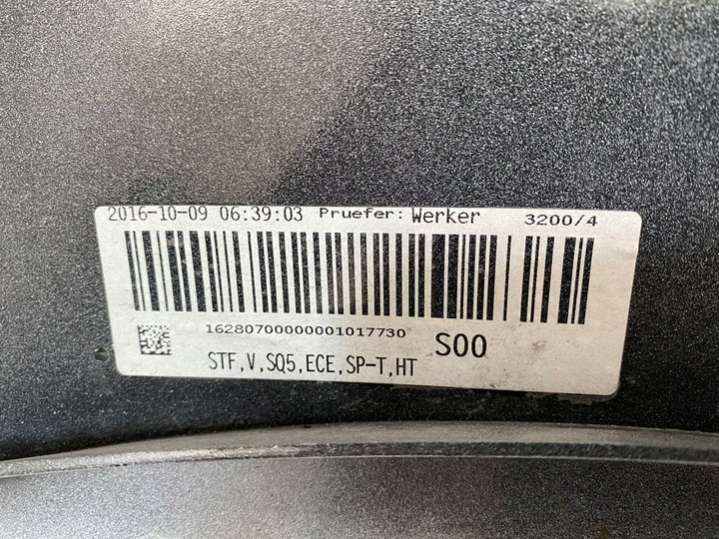 2016-10-09 06:39:03 Pruefer: Werker 3200/4
16280700000001017730 S00
STF,V,SQ5,ECE,SP-T,HT